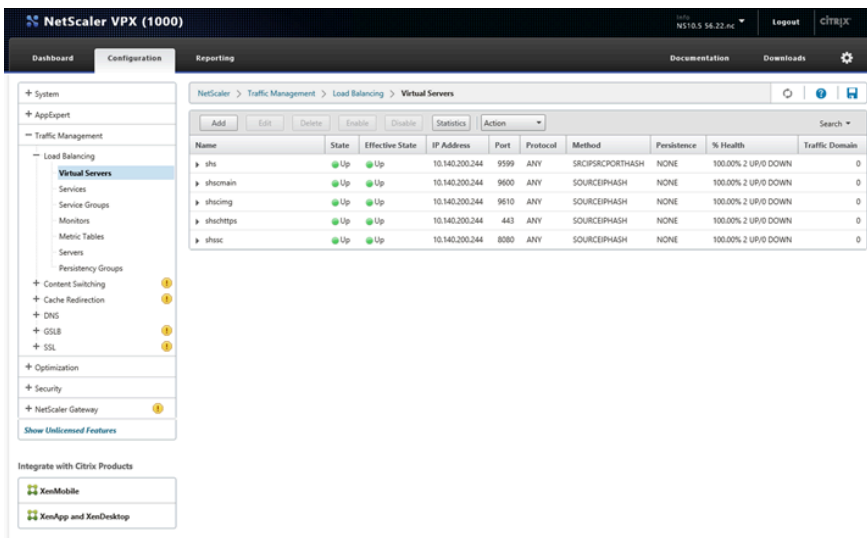 NetScaler VPX (1000)
Info
NS10.5 56.22.nc
Logout
CITRIX
Dashboard
Configuration
Reporting
Documentation
Downloads
+ System
+ AppExpert
− Traffic Management
− Load Balancing
Virtual Servers
Services
Service Groups
Monitors
Metric Tables
Servers
Persistency Groups
+ Content Switching
+ Cache Redirection
+ DNS
+ GSLB
+ SSL
+ Optimization
+ Security
+ NetScaler Gateway
Show Unlicensed Features
Integrate with Citrix Products
XenMobile
XenApp and XenDesktop
NetScaler > Traffic Management > Load Balancing > Virtual Servers
Add Edit Delete Enable Disable Statistics Action Search
Name State Effective State IP Address Port Protocol Method Persistence % Health Traffic Domain
shs Up Up 10.140.200.244 9599 ANY SRCIPSRCPORTHASH NONE 100.00% 2 UP/0 DOWN 0
shscmain Up Up 10.140.200.244 9600 ANY SOURCEIPHASH NONE 100.00% 2 UP/0 DOWN 0
shscimg Up Up 10.140.200.244 9610 ANY SOURCEIPHASH NONE 100.00% 2 UP/0 DOWN 0
shschttps Up Up 10.140.200.244 443 ANY SOURCEIPHASH NONE 100.00% 2 UP/0 DOWN 0
shssc Up Up 10.140.200.244 8080 ANY SOURCEIPHASH NONE 100.00% 2 UP/0 DOWN 0